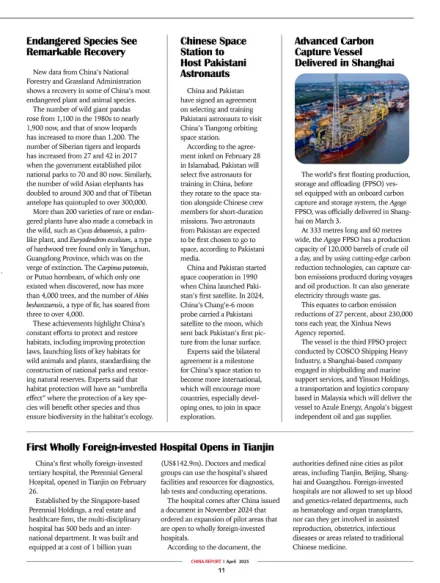 Endangered Species See
Remarkable Recovery
New data from China's National
Forestry and Grassland Administration
shows a recovery in some of China's most
endangered plant and animal species.
The number of wild giant pandas
rose from 1,100 in the 1980s to nearly
1,900 now, and that of snow leopards
has increased to more than 1,200. The
number of Siberian tigers and leopards
has increased from 27 and 42 in 2017
when the government established pilot
national parks to 70 and 80 now. Similarly,
the number of wild Asian elephants has
doubled to around 300 and that of Tibetan
antelope has quintupled to over 300,000.
More than 200 varieties of rare or endan-
gered plants have also made a comeback in
the wild, such as Cycas debaoensis, a palm-
like plant, and Euryodendron excelsum, a type
of hardwood tree found only in Yangchun,
Guangdong Province, which was on the
verge of extinction. The Carpinus putoensis,
or Putuo hornbeam, of which only one
existed when discovered, now has more
than 4,000 trees, and the number of Abies
beshanzuensis, a type of fir, has soared from
three to over 4,000.
These achievements highlight China's
constant efforts to protect and restore
habitats, including improving protection
laws, launching lists of key habitats for
wild animals and plants, standardising the
construction of national parks and restor-
ing natural reserves. Experts said that
habitat protection will have an "umbrella
effect" where the protection of a key spe-
cies will benefit other species and thus
ensure biodiversity in the habitat's ecology.
Chinese Space
Station to
Host Pakistani
Astronauts
China and Pakistan
have signed an agreement
on selecting and training
Pakistani astronauts to visit
China's Tiangong orbiting
space station.
According to the agree-
ment inked on February 28
in Islamabad, Pakistan will
select five astronauts for
training in China, before
they rotate to the space sta-
tion alongside Chinese crew
members for short-duration
missions. Two astronauts
from Pakistan are expected
to be first chosen to go to
space, according to Pakistani
media.
China and Pakistan started
space cooperation in 1990
when China launched Paki-
stan's first satellite. In 2024,
China's Chang'e-6 moon
probe carried a Pakistani
satellite to the moon, which
sent back Pakistan's first pic-
ture from the lunar surface.
Experts said the bilateral
agreement is a milestone
for China's space station to
become more international,
which will encourage more
countries, especially devel-
oping ones, to join in space
exploration.
Advanced Carbon
Capture Vessel
Delivered in Shanghai
The world's first floating production,
storage and offloading (FPSO) ves-
sel equipped with an onboard carbon
capture and storage system, the Agogo
FPSO, was officially delivered in Shang-
hai on March 3.
At 333 metres long and 60 metres
wide, the Agogo FPSO has a production
capacity of 120,000 barrels of crude oil
a day, and by using cutting-edge carbon
reduction technologies, can capture car-
bon emissions produced during voyages
and oil production. It can also generate
electricity through waste gas.
This equates to carbon emission
reductions of 27 percent, about 230,000
tons each year, the Xinhua News
Agency reported.
The vessel is the third FPSO project
conducted by COSCO Shipping Heavy
Industry, a Shanghai-based company
engaged in shipbuilding and marine
support services, and Yinson Holdings,
a transportation and logistics company
based in Malaysia which will deliver the
vessel to Azule Energy, Angola's biggest
independent oil and gas supplier.
First Wholly Foreign-invested Hospital Opens in Tianjin
China's first wholly foreign-invested
tertiary hospital, the Perennial General
Hospital, opened in Tianjin on February
26.
Established by the Singapore-based
Perennial Holdings, a real estate and
healthcare firm, the multi-disciplinary
hospital has 500 beds and an inter-
national department. It was built and
equipped at a cost of 1 billion yuan
(US$142.9m). Doctors and medical
groups can use the hospital's shared
facilities and resources for diagnostics,
lab tests and conducting operations.
The hospital comes after China issued
a document in November 2024 that
ordered an expansion of pilot areas that
are open to wholly foreign-invested
hospitals.
According to the document, the
authorities defined nine cities as pilot
areas, including Tianjin, Beijing, Shang-
hai and Guangzhou. Foreign-invested
hospitals are not allowed to set up blood
and genetics-related departments, such
as hematology and organ transplants,
nor can they get involved in assisted
reproduction, obstetrics, infectious
diseases or areas related to traditional
Chinese medicine.
CHINA REPORT | April 2025
11